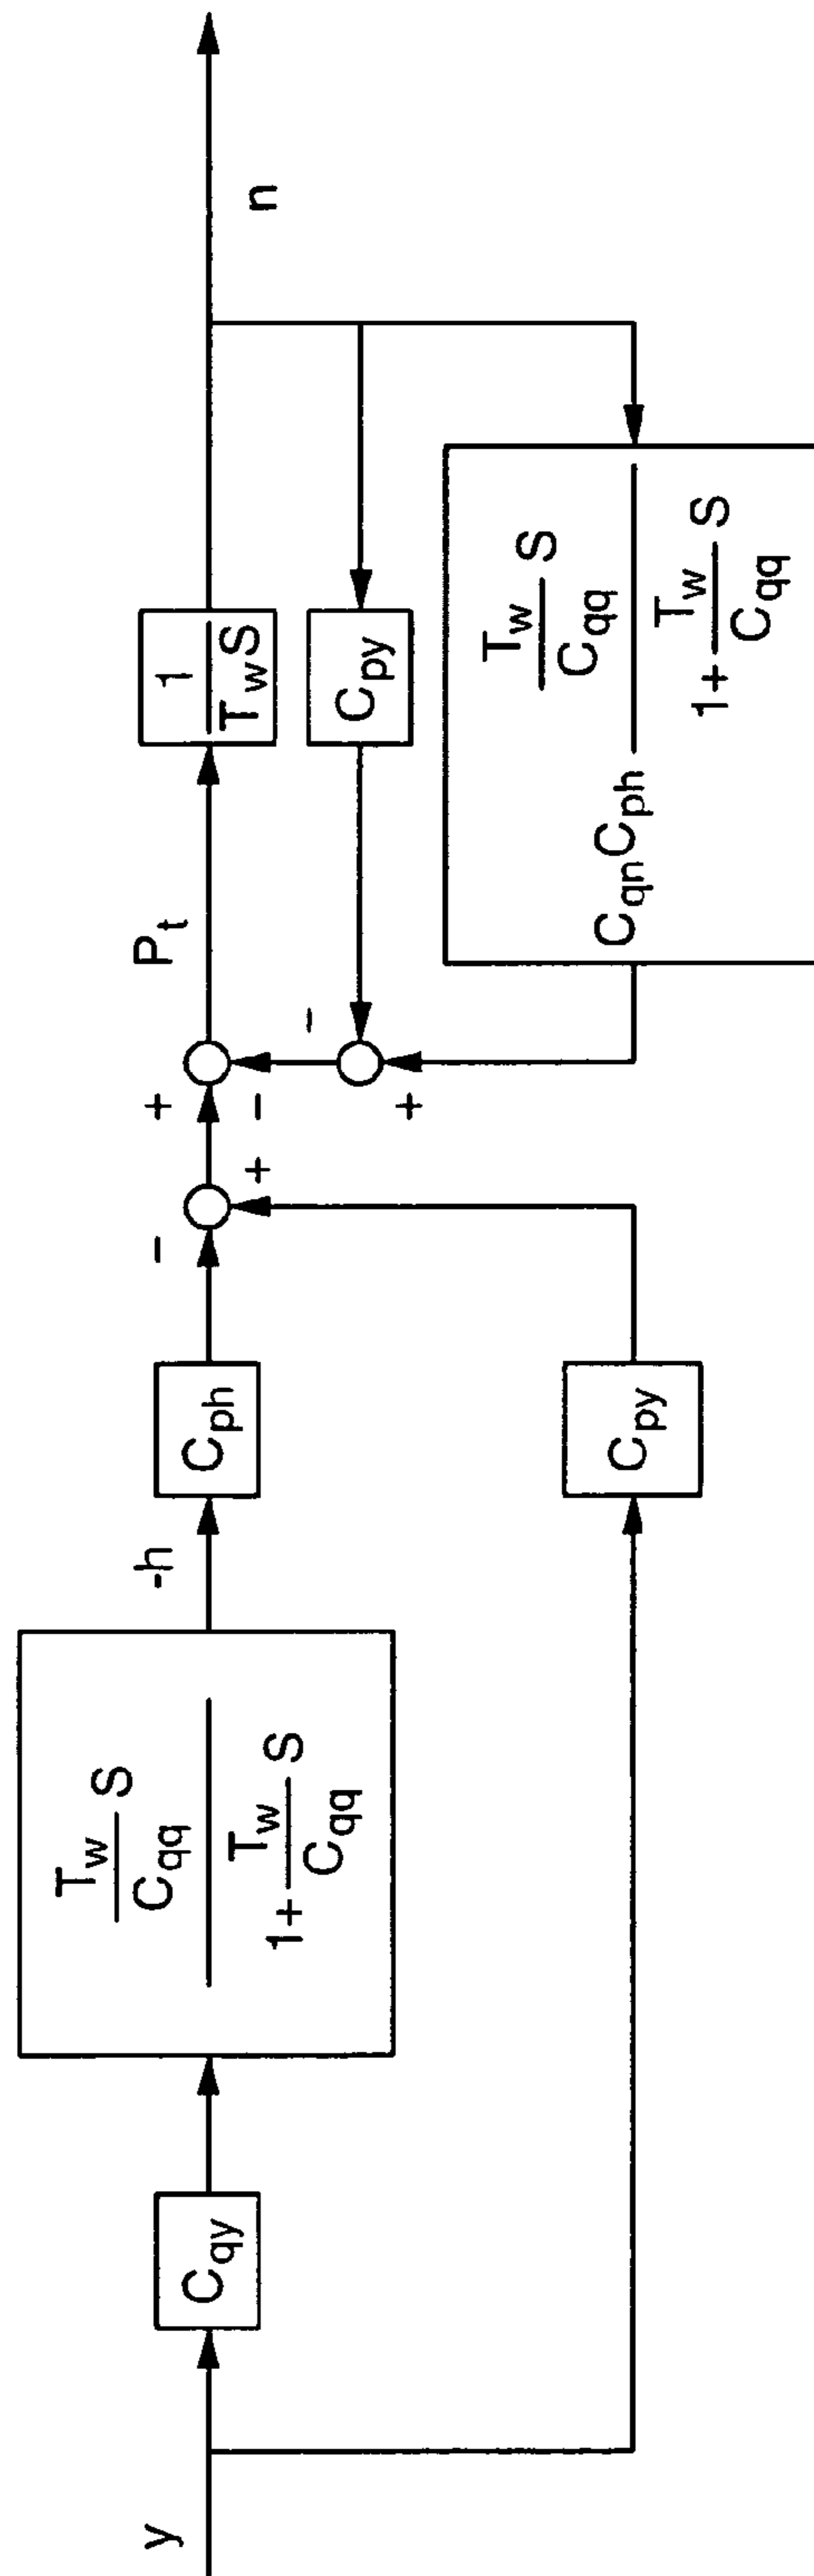 y
C_qy
T_w/C_qq S
1+ T_w/C_qq S
-h
C_ph
-
+
C_py
+
-
P_t
-
+
1
T_w S
C_py
C_qn C_ph
T_w/C_qq S
1+ T_w/C_qq S
n